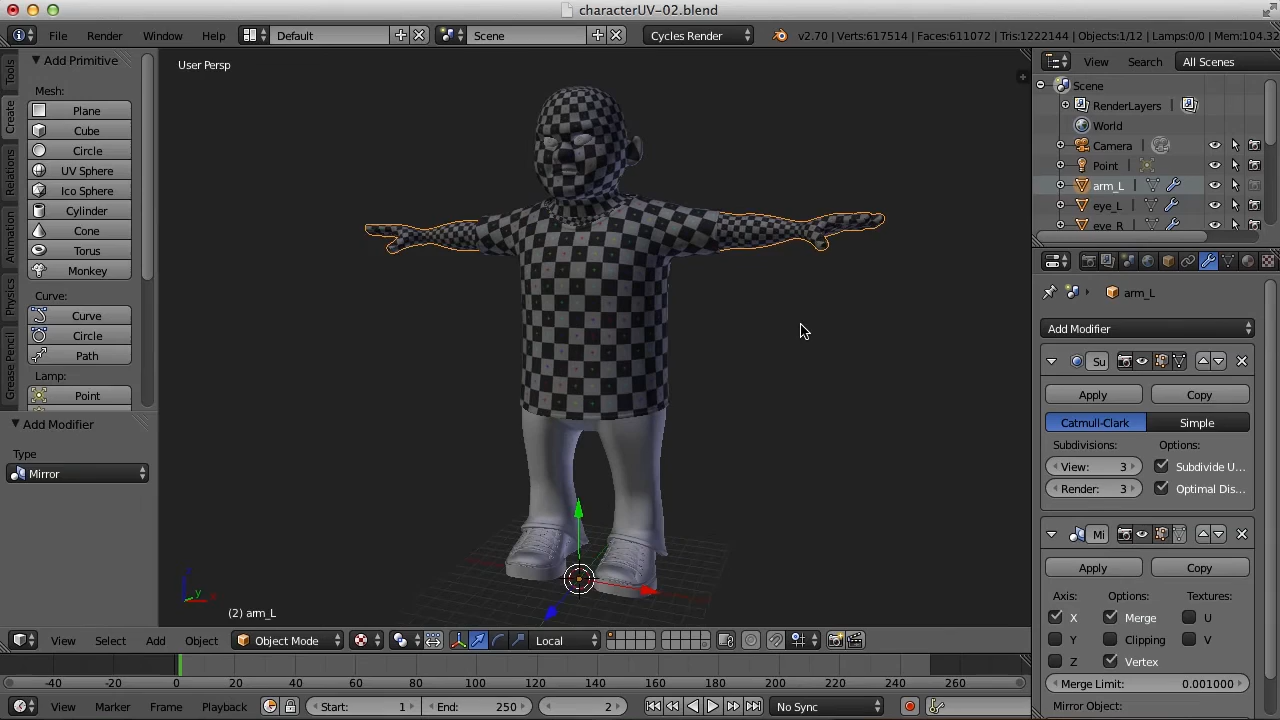 characterUV-02.blend
File Render Window Help Default Scene Cycles Render v2.70 | Verts:617514 | Faces:611072 | Tris:1222144 | Objects:1/12 | Lamps:0/0 | Mem:104.32
Tools
Create
Relations
Animation
Physics
Grease Pencil
Add Primitive
Mesh:
Plane
Cube
Circle
UV Sphere
Ico Sphere
Cylinder
Cone
Torus
Monkey
Curve:
Curve
Circle
Path
Lamp:
Point
Add Modifier
Type
Mirror
User Persp
(2) arm_L
z
y
x
View Select Add Object Object Mode Local
-40 -20 0 20 40 60 80 100 120 140 160 180 200 220 240 260
View Marker Frame Playback Start: 1 End: 250 2 No Sync
View Search All Scenes
Scene
RenderLayers
World
Camera
Point
arm_L
eye_L
eye_R
arm_L
Add Modifier
Su
Apply Copy
Catmull-Clark Simple
Subdivisions: Options:
View: 3 Subdivide U...
Render: 3 Optimal Dis...
Mi
Apply Copy
Axis: Options: Textures:
X Merge U
Y Clipping V
Z Vertex
Merge Limit: 0.001000
Mirror Object: